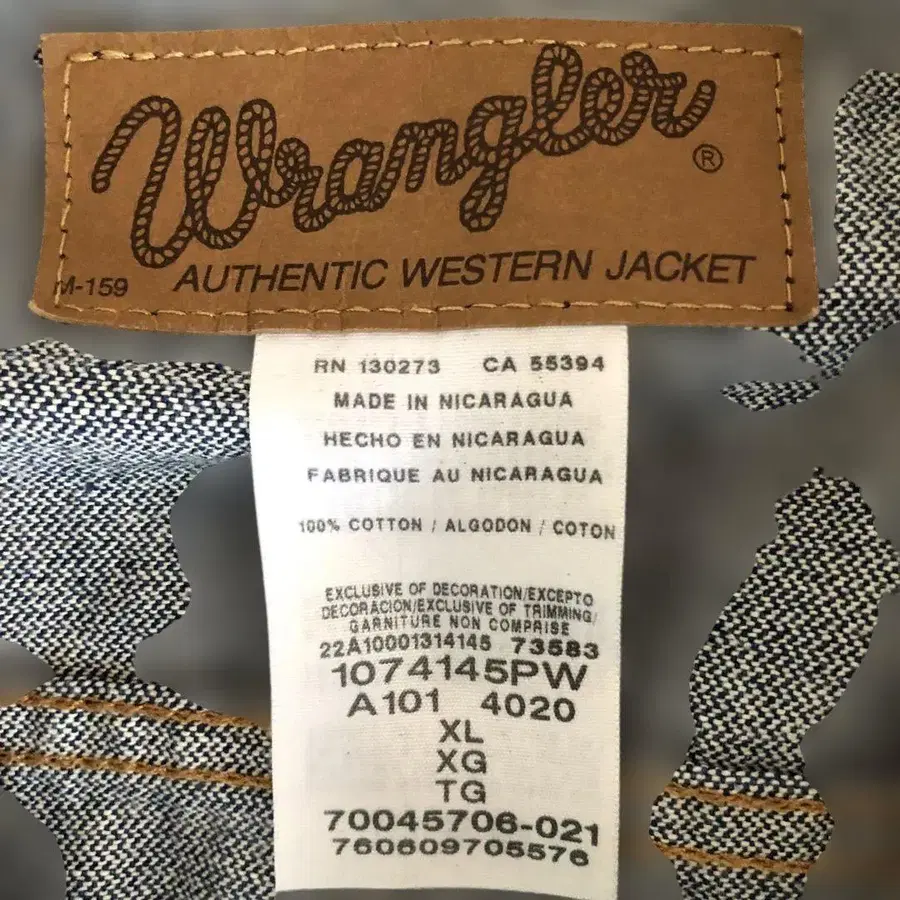 Wrangler ®
M-159 AUTHENTIC WESTERN JACKET
RN 130273 CA 55394
MADE IN NICARAGUA
HECHO EN NICARAGUA
FABRIQUE AU NICARAGUA
100% COTTON / ALGODON / COTON
EXCLUSIVE OF DECORATION/EXCEPTO
DECORACION/EXCLUSIVE OF TRIMMING/
GARNITURE NON COMPRISE
22A10001314145 73583
1074145PW
A101 4020
XL
XG
TG
70045706-021
760609705576